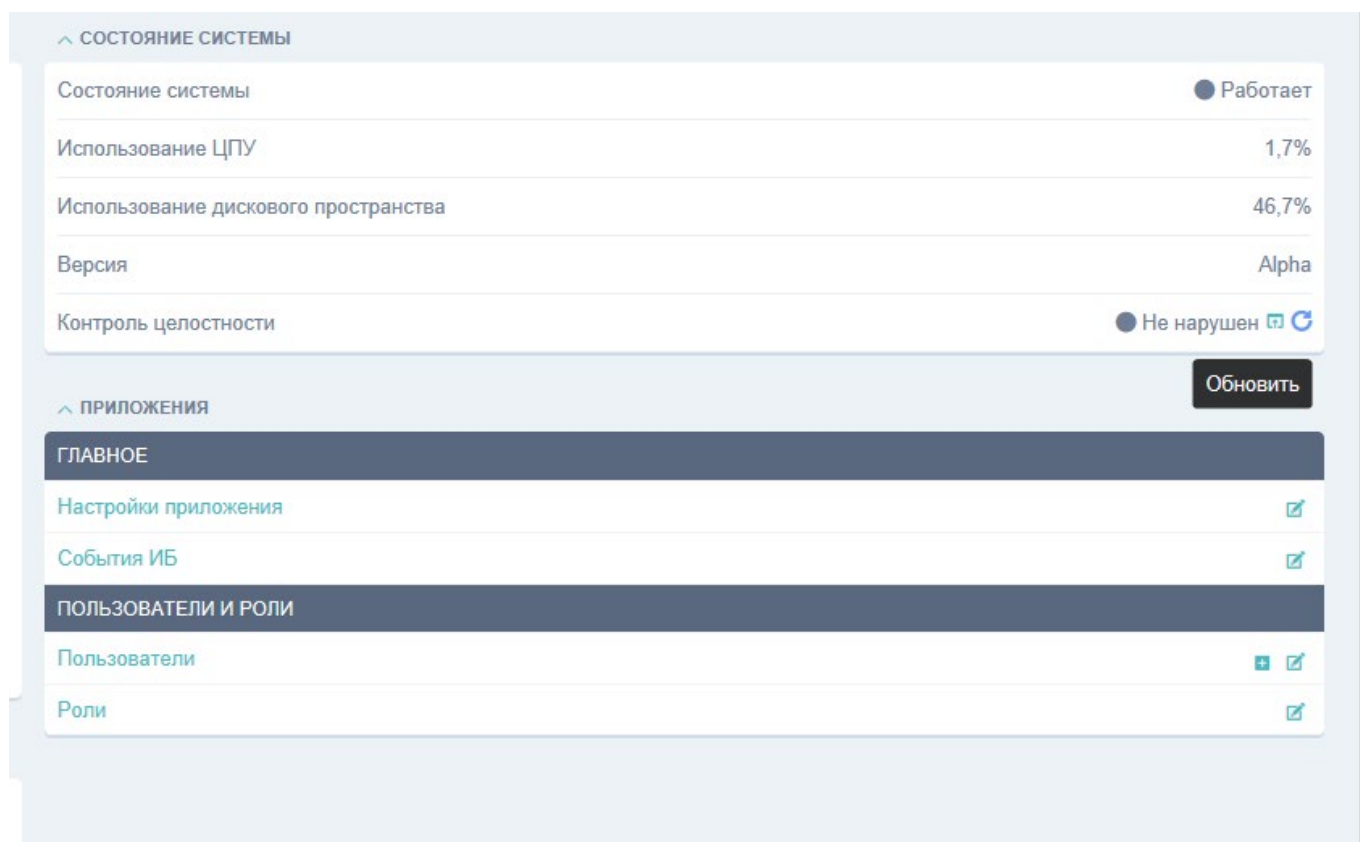 СОСТОЯНИЕ СИСТЕМЫ
Состояние системы Работает
Использование ЦПУ 1,7%
Использование дискового пространства 46,7%
Версия Alpha
Контроль целостности Не нарушен
Обновить
ПРИЛОЖЕНИЯ
ГЛАВНОЕ
Настройки приложения
События ИБ
ПОЛЬЗОВАТЕЛИ И РОЛИ
Пользователи
Роли